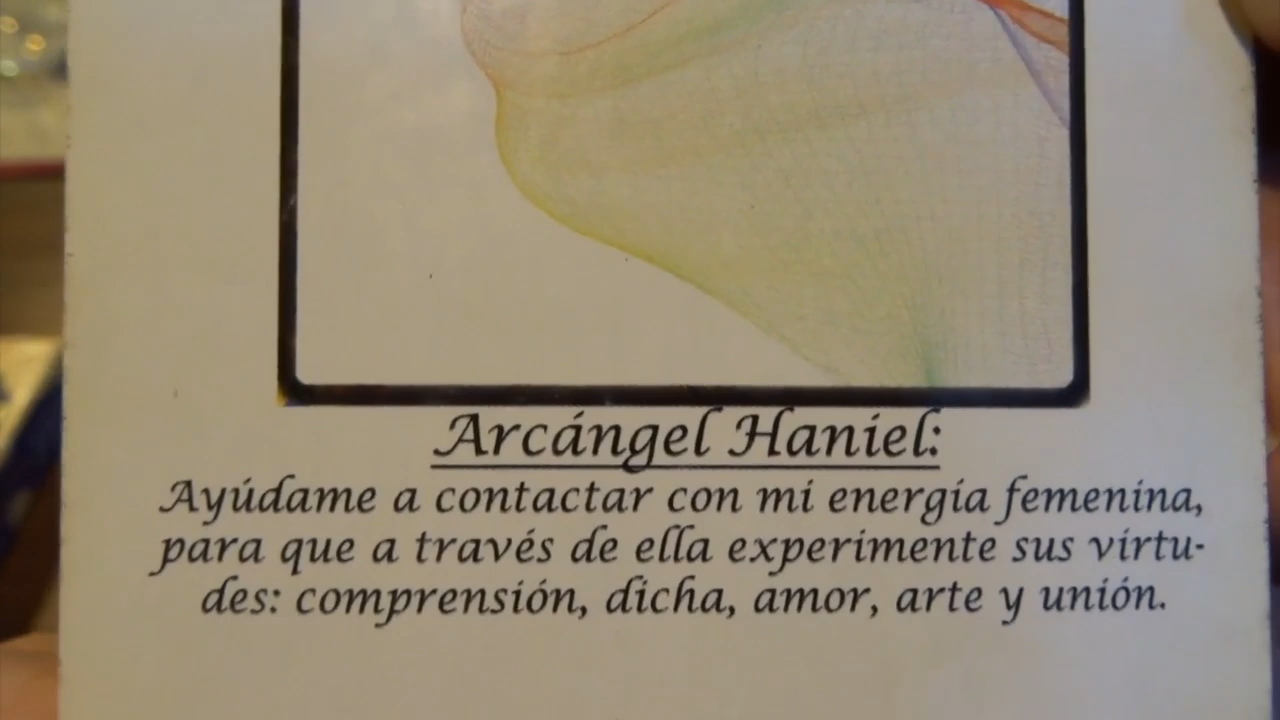 Arcángel Haniel:
Ayúdame a contactar con mi energía femenina,
para que a través de ella experimente sus virtu-
des: comprensión, dicha, amor, arte y unión.